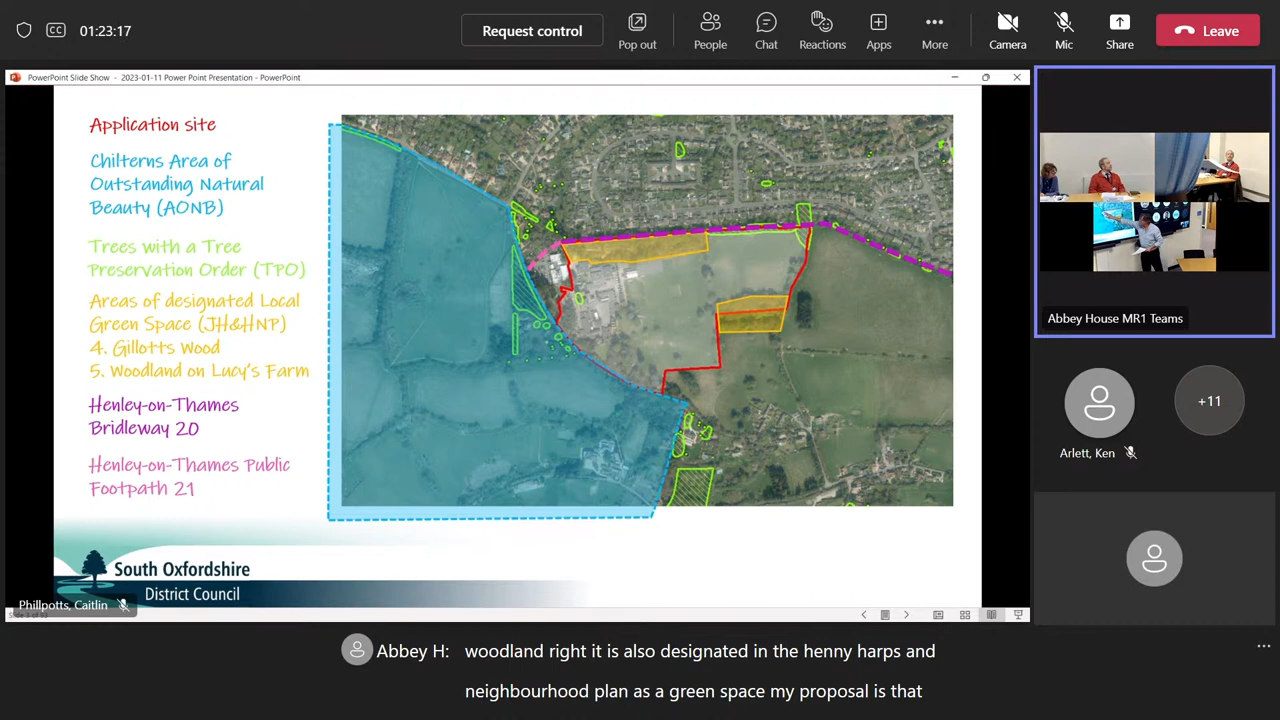 CC
01:23:17
Request control
Pop out
People
Chat
Reactions
Apps
More
Camera
Mic
Share
Leave
PowerPoint Slide Show - 2023-01-11 Power Point Presentation - PowerPoint
Application site
Chilterns Area of
Outstanding Natural
Beauty (AONB)
Trees with a Tree
Preservation Order (TPO)
Areas of designated Local
Green Space (JH&HNP)
4. Gillotts Wood
5. Woodland on Lucy's Farm
Henley-on-Thames
Bridleway 20
Henley-on-Thames Public
Footpath 21
South Oxfordshire
District Council
Phillpotts, Caitlin
Abbey House MR1 Teams
Arlett, Ken
+11
Abbey H: woodland right it is also designated in the henny harps and
neighbourhood plan as a green space my proposal is that